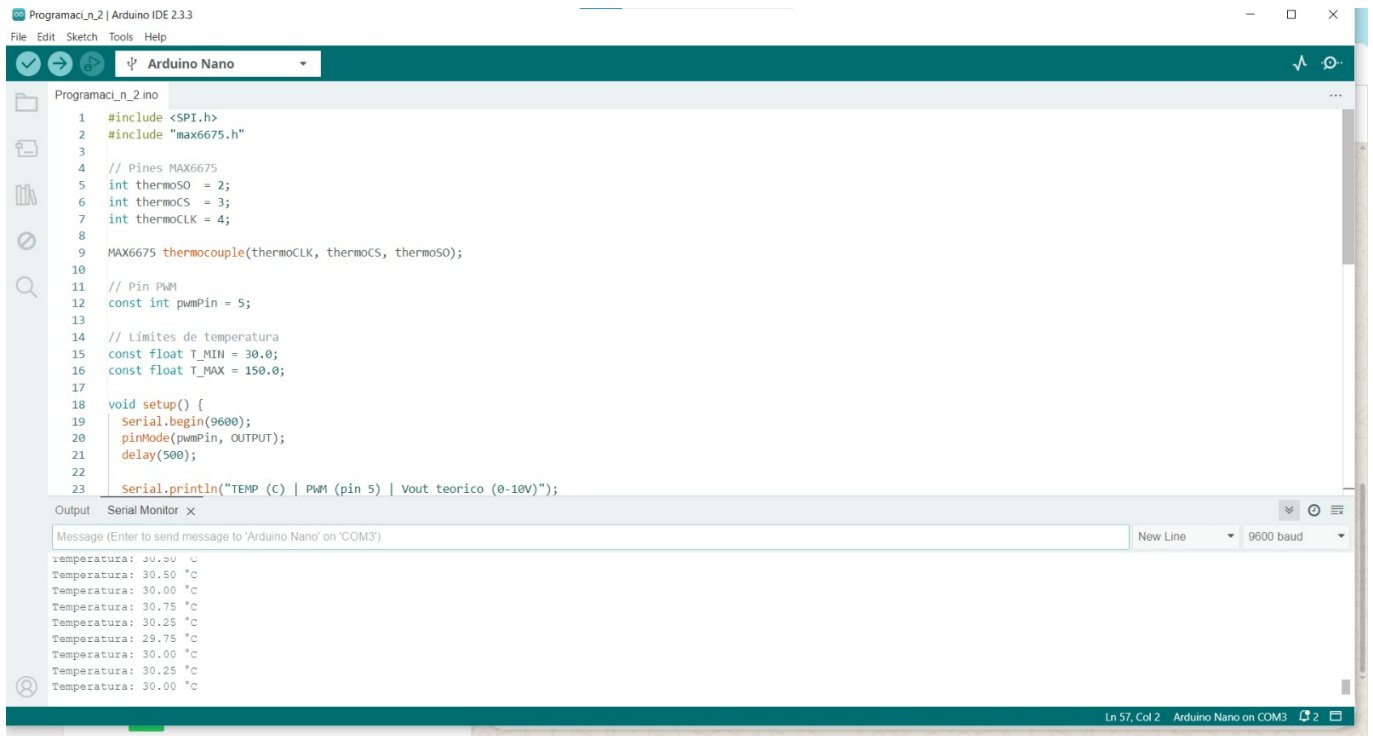 Programaci_n_2 | Arduino IDE 2.3.3
File Edit Sketch Tools Help
Arduino Nano
Programaci_n_2.ino
1 #include <SPI.h>
2 #include "max6675.h"
3
4 // Pines MAX6675
5 int thermoSO  = 2;
6 int thermoCS  = 3;
7 int thermoCLK = 4;
8
9 MAX6675 thermocouple(thermoCLK, thermoCS, thermoSO);
10
11 // Pin PWM
12 const int pwmPin = 5;
13
14 // Límites de temperatura
15 const float T_MIN = 30.0;
16 const float T_MAX = 150.0;
17
18 void setup() {
19   Serial.begin(9600);
20   pinMode(pwmPin, OUTPUT);
21   delay(500);
22
23   Serial.println("TEMP (C) | PWM (pin 5) | Vout teorico (0-10V)");
Output Serial Monitor
Message (Enter to send message to 'Arduino Nano' on 'COM3')
New Line 9600 baud
Temperatura: 30.50 °C
Temperatura: 30.50 °C
Temperatura: 30.00 °C
Temperatura: 30.75 °C
Temperatura: 30.25 °C
Temperatura: 29.75 °C
Temperatura: 30.00 °C
Temperatura: 30.25 °C
Temperatura: 30.00 °C
Ln 57, Col 2 Arduino Nano on COM3 2